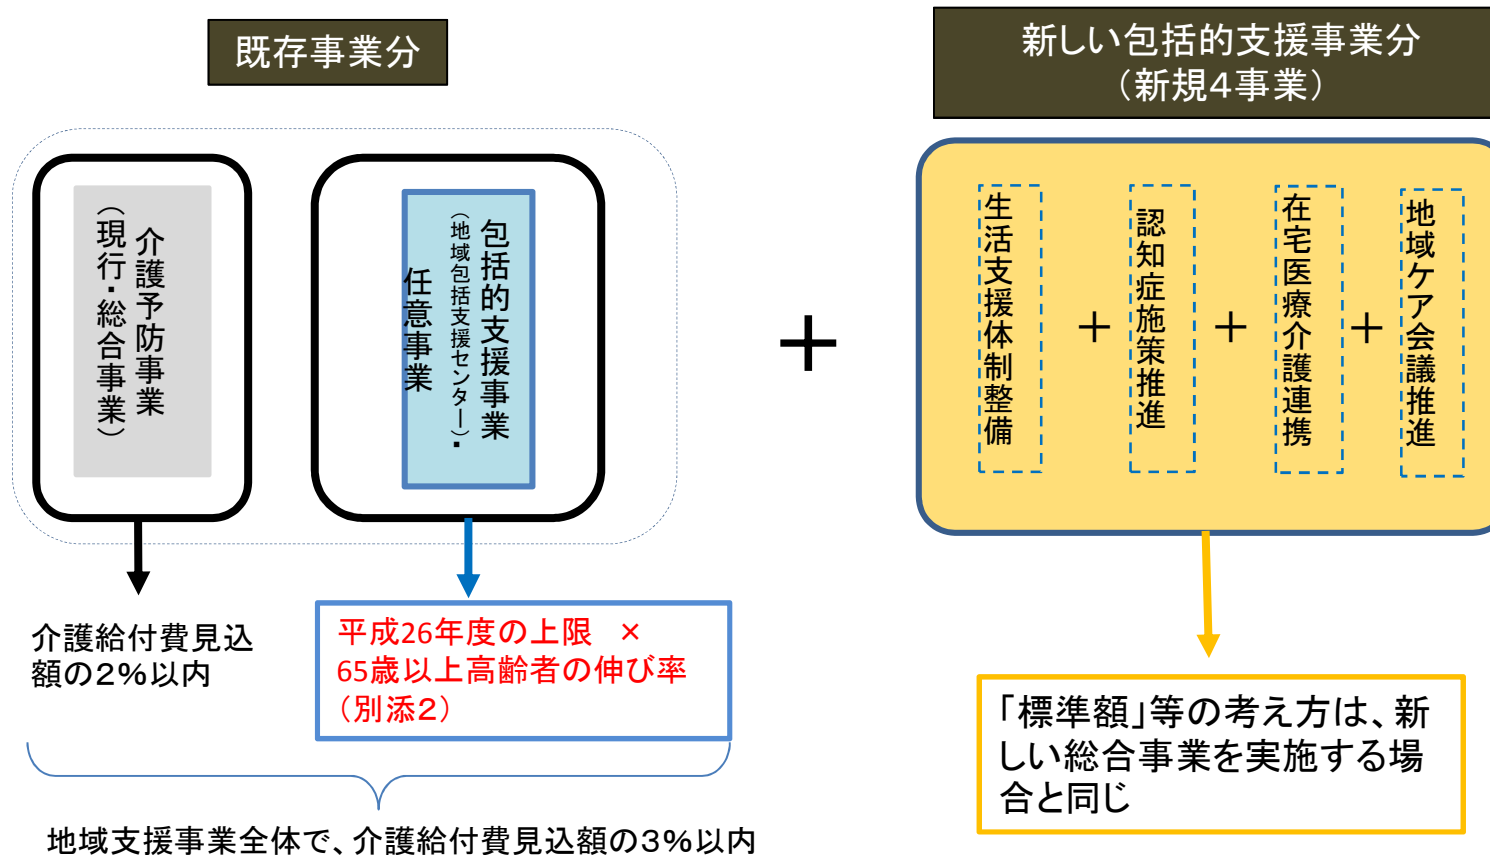 既存事業分
新しい包括的支援事業分
（新規４事業）
介護予防事業
（現行・総合事業）
包括的支援事業
（地域包括支援センター）・
任意事業
＋
生活支援体制整備
＋
認知症施策推進
＋
在宅医療介護連携
＋
地域ケア会議推進
介護給付費見込
額の２％以内
平成26年度の上限　×
65歳以上高齢者の伸び率
（別添２）
「標準額」等の考え方は、新
しい総合事業を実施する場
合と同じ
地域支援事業全体で、介護給付費見込額の３％以内